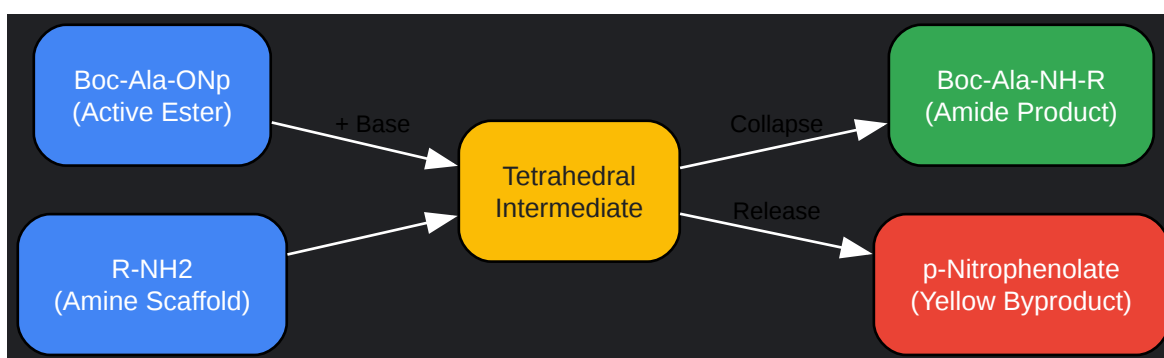 Boc-Ala-ONp
(Active Ester)
+ Base
R-NH2
(Amine Scaffold)
Tetrahedral
Intermediate
Collapse
Release
Boc-Ala-NH-R
(Amide Product)
p-Nitrophenolate
(Yellow Byproduct)